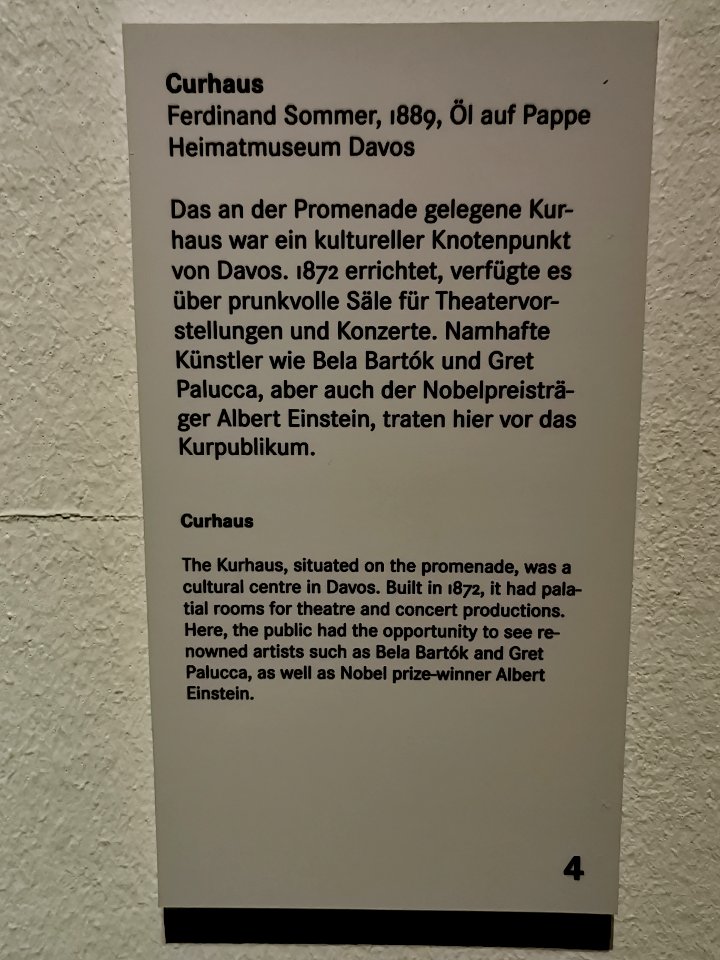 Curhaus
Ferdinand Sommer, 1889, Öl auf Pappe
Heimatmuseum Davos
Das an der Promenade gelegene Kur-
haus war ein kultureller Knotenpunkt
von Davos. 1872 errichtet, verfügte es
über prunkvolle Säle für Theatervor-
stellungen und Konzerte. Namhafte
Künstler wie Bela Bartók und Gret
Palucca, aber auch der Nobelpreisträ-
ger Albert Einstein, traten hier vor das
Kurpublikum.
Curhaus
The Kurhaus, situated on the promenade, was a
cultural centre in Davos. Built in 1872, it had pala-
tial rooms for theatre and concert productions.
Here, the public had the opportunity to see re-
nowned artists such as Bela Bartók and Gret
Palucca, as well as Nobel prize-winner Albert
Einstein.
4